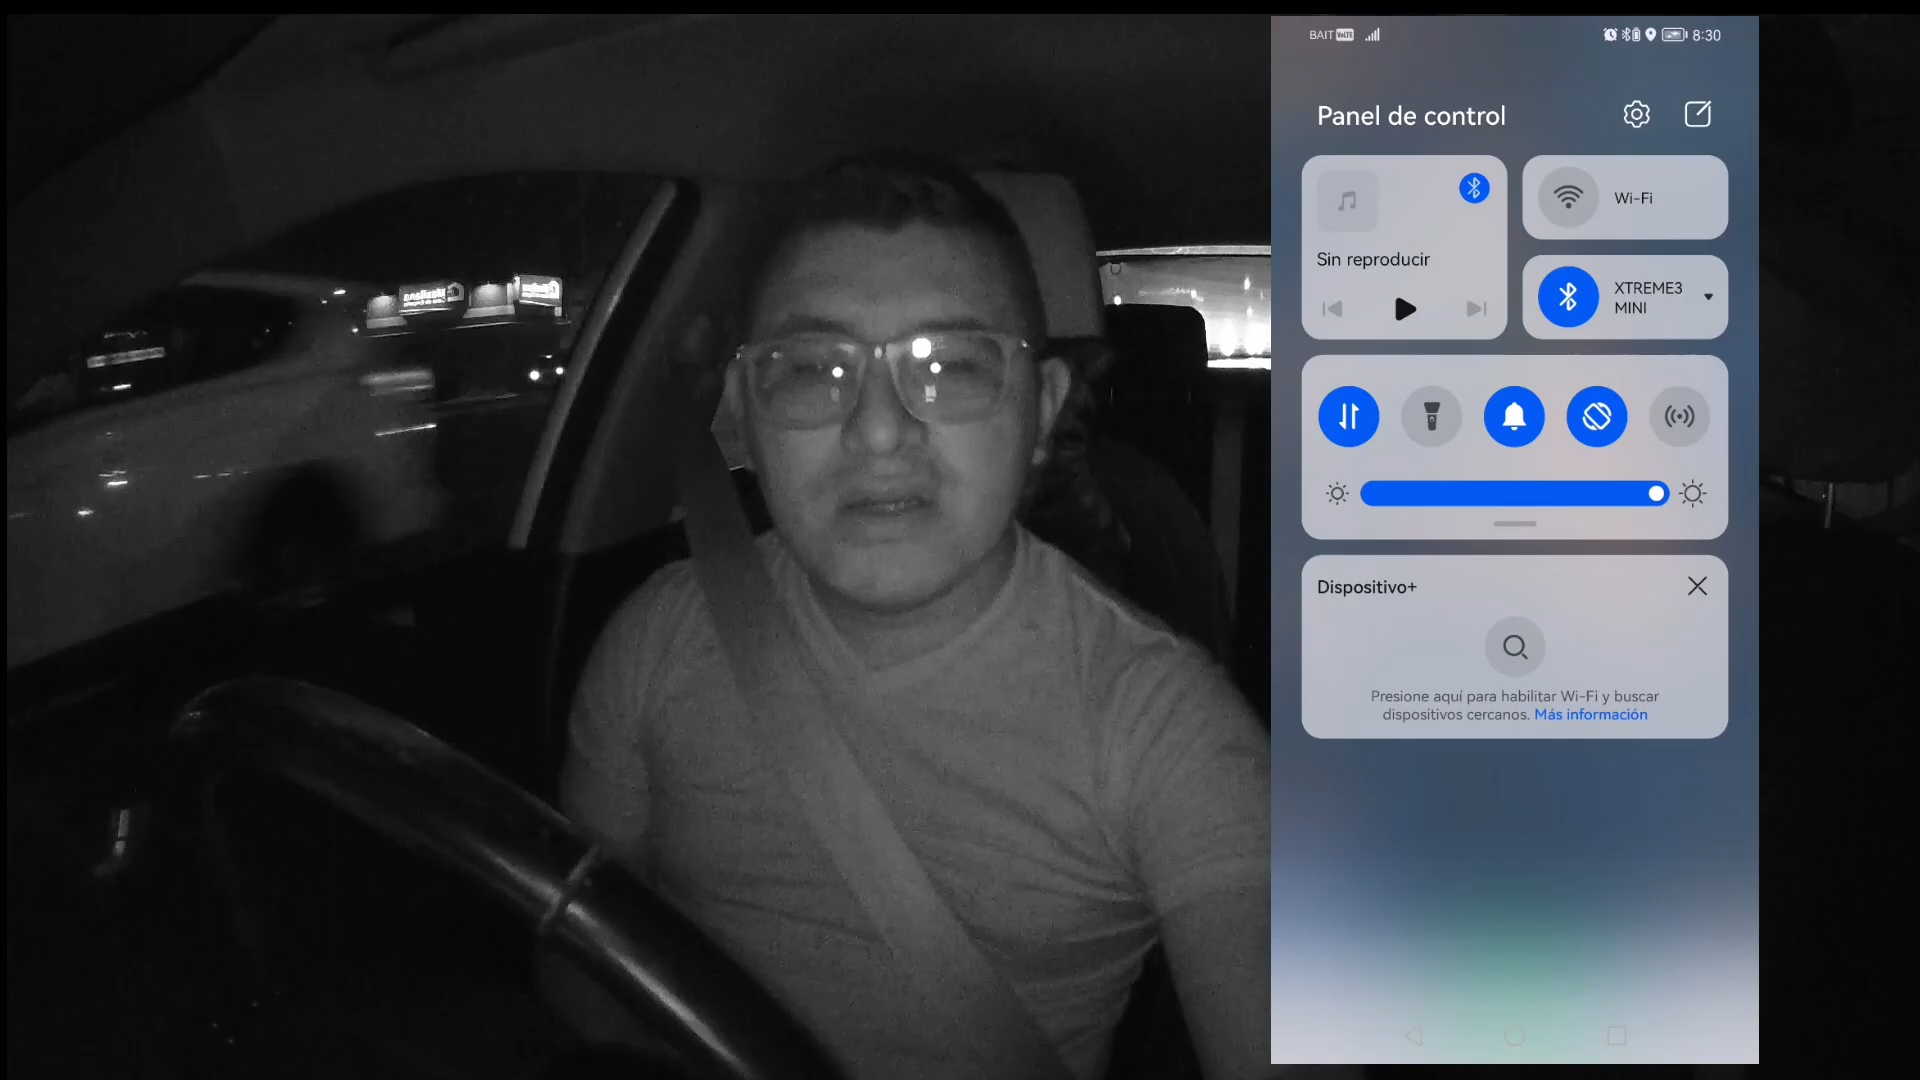 BAIT VoLTE
8:30
Panel de control
Wi-Fi
Sin reproducir
XTREME3
MINI
Dispositivo+
Presione aquí para habilitar Wi-Fi y buscar
dispositivos cercanos. Más información